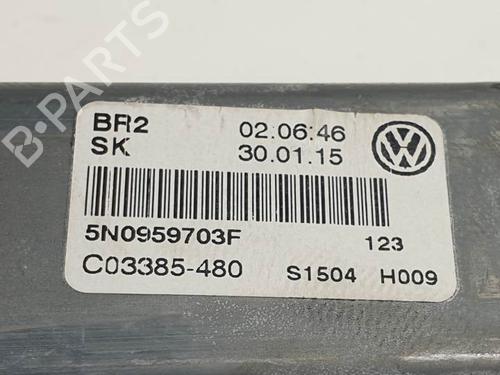 BR2 02:06:46
SK 30.01.15
5N0959703F 123
C03385-480 S1504 H009
B-PARTS